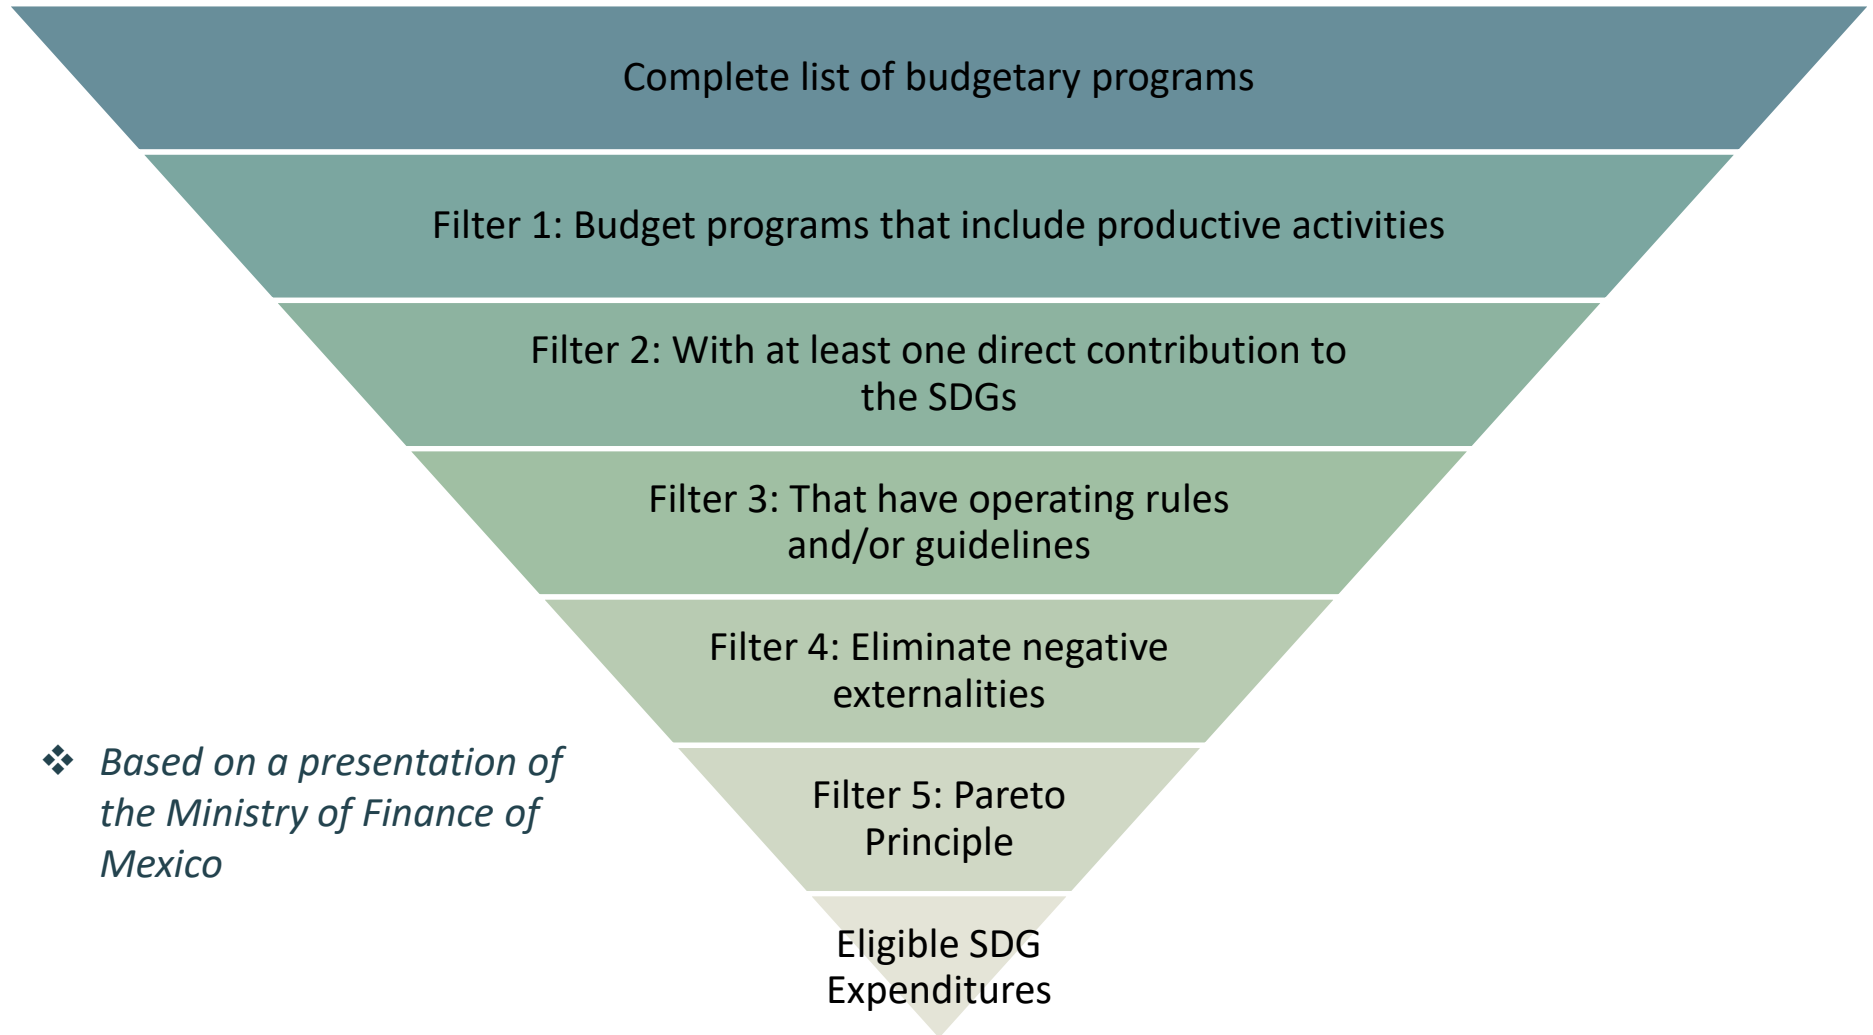 Complete list of budgetary programs
Filter 1: Budget programs that include productive activities
Filter 2: With at least one direct contribution to
the SDGs
Filter 3: That have operating rules
and/or guidelines
Filter 4: Eliminate negative
externalities
❖ Based on a presentation of
the Ministry of Finance of
Mexico
Filter 5: Pareto
Principle
Eligible SDG
Expenditures